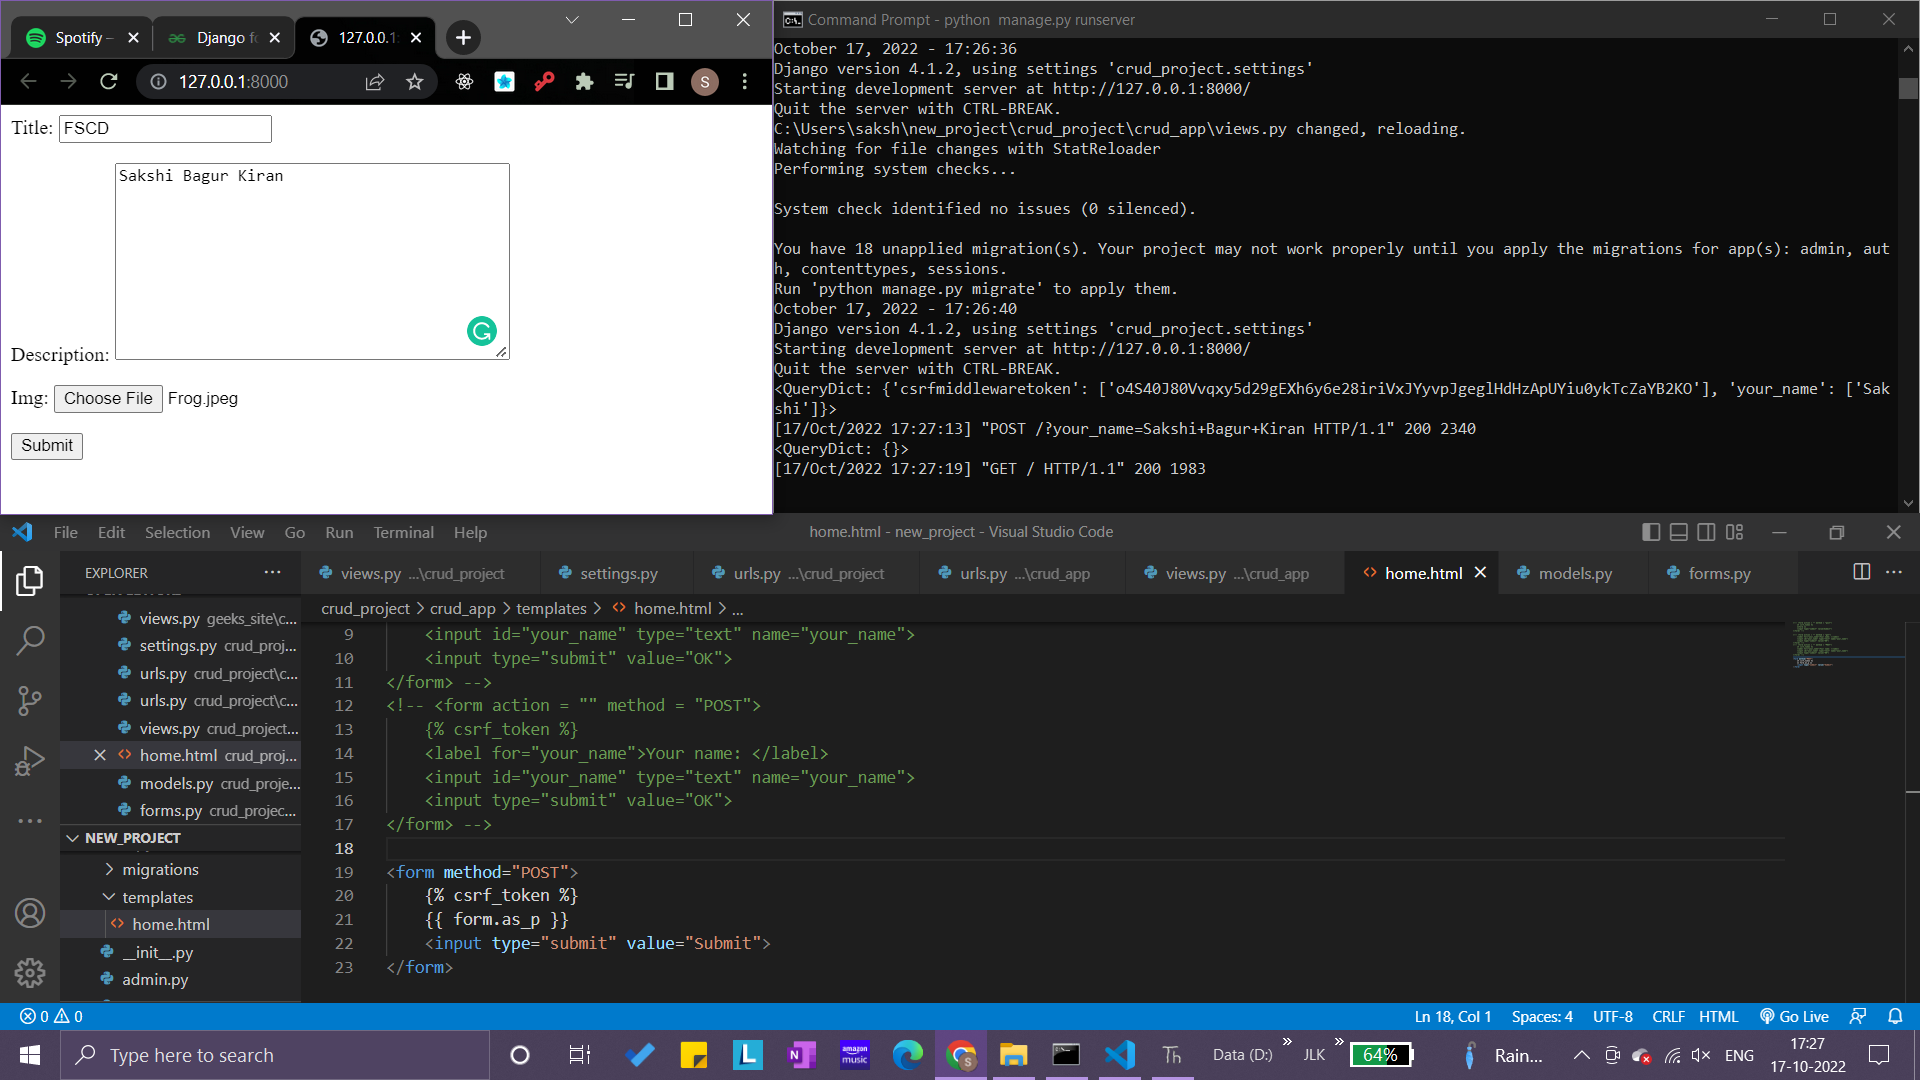 Spotify –
Django fo
127.0.0.1:
127.0.0.1:8000
S
Title: FSCD
Sakshi Bagur Kiran
Description:
Img: Choose File Frog.jpeg
Submit
Command Prompt - python  manage.py runserver
October 17, 2022 - 17:26:36
Django version 4.1.2, using settings 'crud_project.settings'
Starting development server at http://127.0.0.1:8000/
Quit the server with CTRL-BREAK.
C:\Users\saksh\new_project\crud_project\crud_app\views.py changed, reloading.
Watching for file changes with StatReloader
Performing system checks...
System check identified no issues (0 silenced).
You have 18 unapplied migration(s). Your project may not work properly until you apply the migrations for app(s): admin, aut
h, contenttypes, sessions.
Run 'python manage.py migrate' to apply them.
October 17, 2022 - 17:26:40
Django version 4.1.2, using settings 'crud_project.settings'
Starting development server at http://127.0.0.1:8000/
Quit the server with CTRL-BREAK.
<QueryDict: {'csrfmiddlewaretoken': ['o4S40J80Vvqxy5d29gEXh6y6e28iriVxJYyvpJgeglHdHzApUYiu0ykTcZaYB2KO'], 'your_name': ['Sak
shi']}>
[17/Oct/2022 17:27:13] "POST /?your_name=Sakshi+Bagur+Kiran HTTP/1.1" 200 2340
<QueryDict: {}>
[17/Oct/2022 17:27:19] "GET / HTTP/1.1" 200 1983
File Edit Selection View Go Run Terminal Help
home.html - new_project - Visual Studio Code
EXPLORER
views.py ...\crud_project
settings.py
urls.py ...\crud_project
urls.py ...\crud_app
views.py ...\crud_app
home.html
models.py
forms.py
crud_project > crud_app > templates > home.html > ...
views.py geeks_site\c...
settings.py crud_proj...
urls.py crud_project\c...
urls.py crud_project\c...
views.py crud_project...
home.html crud_proj...
models.py crud_proje...
forms.py crud_projec...
NEW_PROJECT
migrations
templates
home.html
__init__.py
admin.py
9 <input id="your_name" type="text" name="your_name">
10 <input type="submit" value="OK">
11 </form> -->
12 <!-- <form action = "" method = "POST">
13 {% csrf_token %}
14 <label for="your_name">Your name: </label>
15 <input id="your_name" type="text" name="your_name">
16 <input type="submit" value="OK">
17 </form> -->
18
19 <form method="POST">
20 {% csrf_token %}
21 {{ form.as_p }}
22 <input type="submit" value="Submit">
23 </form>
0 0
Ln 18, Col 1 Spaces: 4 UTF-8 CRLF HTML Go Live
Type here to search
amazon music
Th
Data (D:)
JLK
64%
Rain...
ENG
17:27
17-10-2022